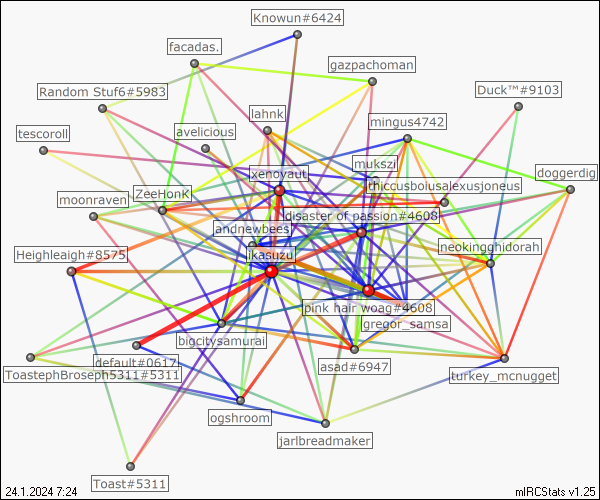 Knowun#6424
facadas.
gazpachoman
Random Stuf6#5983
Duck™#9103
lahnk
mingus4742
tescoroll
avelicious
mukszi
xenovaut
doggerdig
thiccusboiusalexusjoneus
ZeeHonK
moonraven
disaster of passion#4608
andnewbees
neokingghidorah
Heighleaigh#8575
ikasuzu
pink hair woag#4608
gregor_samsa
bigcitysamurai
default#0617
asad#6947
ToastephBroseph5311#5311
turkey_mcnugget
ogshroom
jarlbreadmaker
Toast#5311
24.1.2024 7:24
mIRCStats v1.25